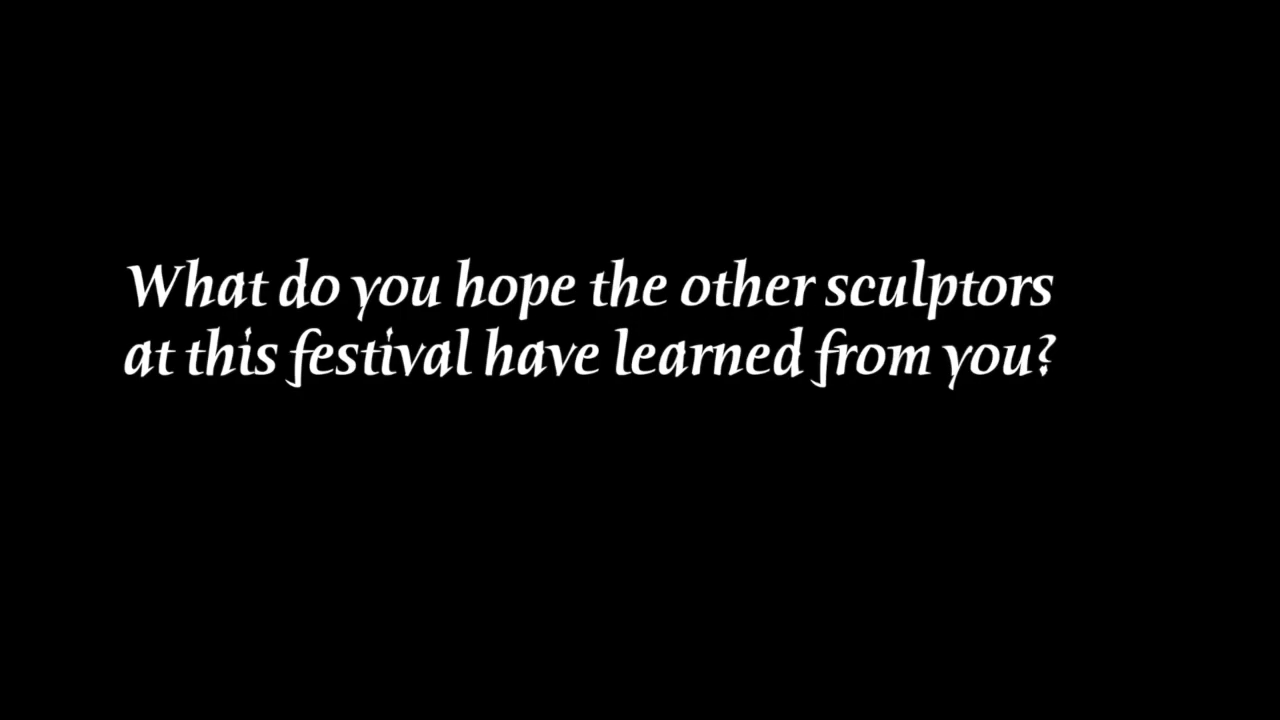 What do you hope the other sculptors
at this festival have learned from you?